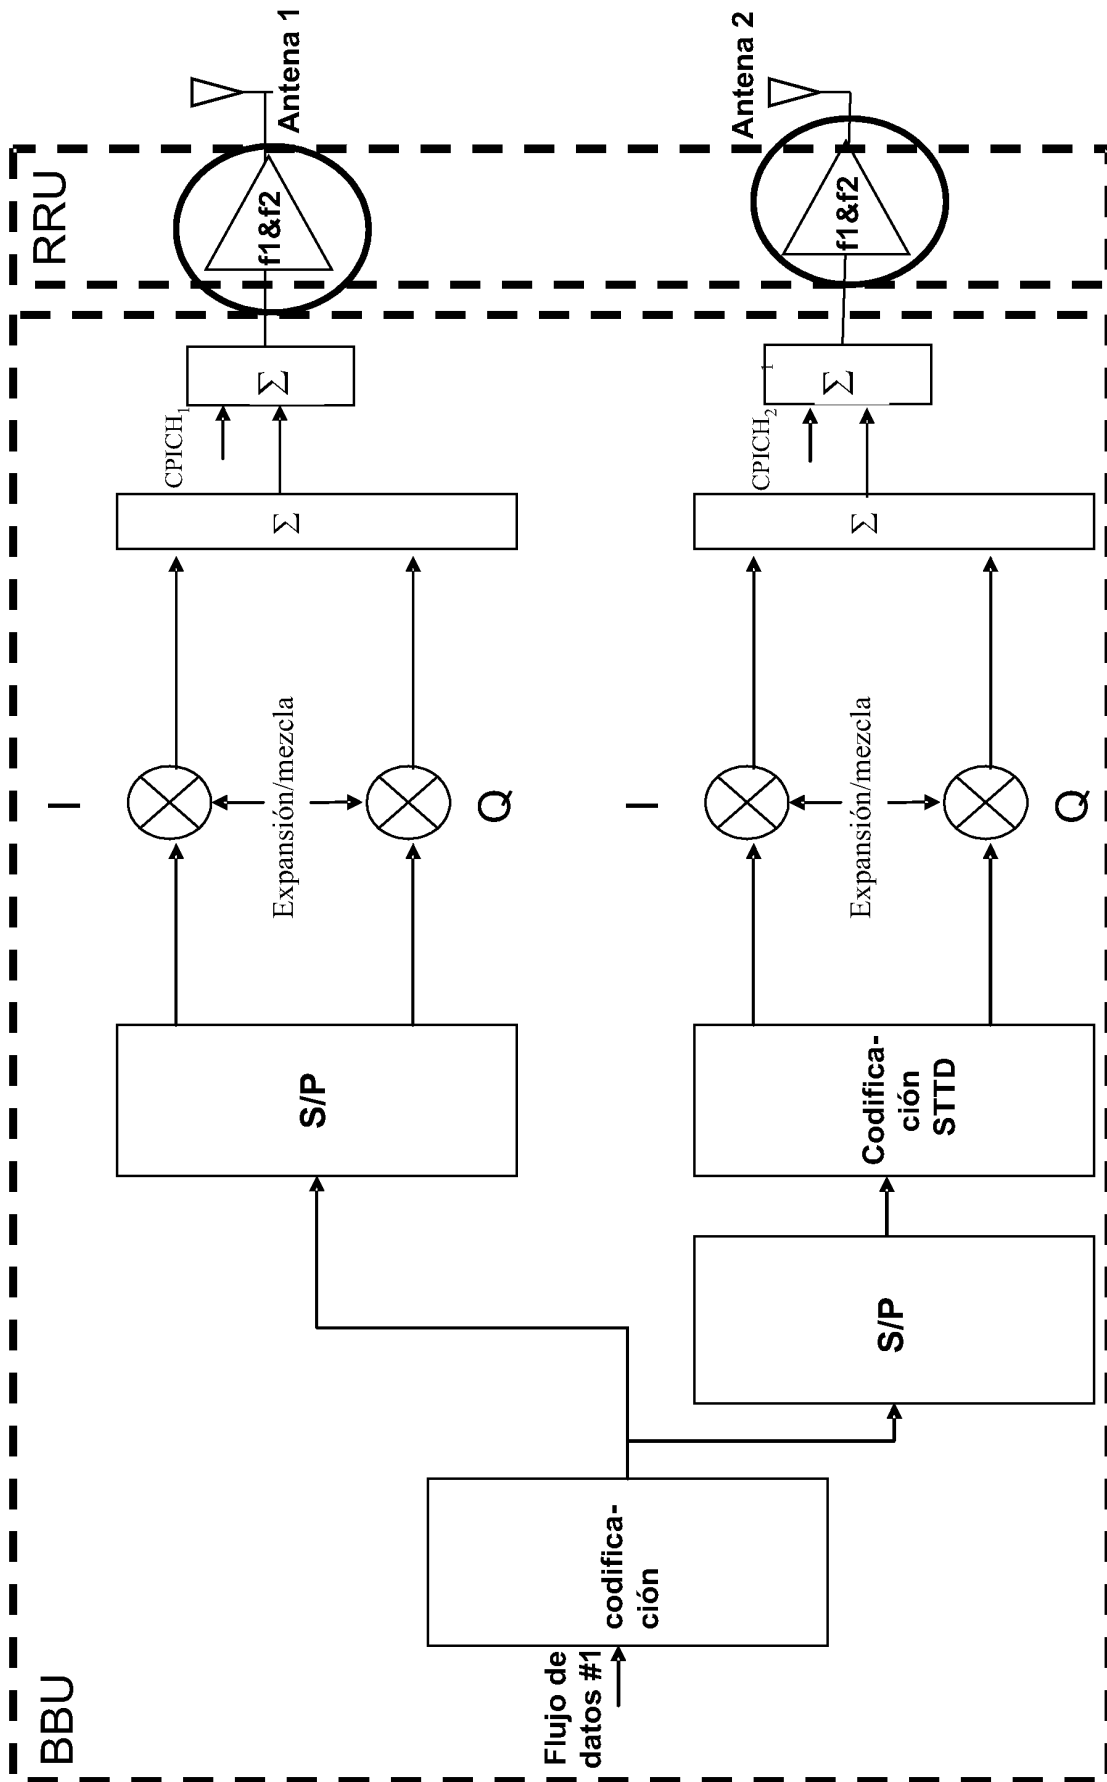 BBU
RRU
Flujo de
datos #1
codifica-
ción
S/P
I
Expansión/mezcla
Q
Σ
CPICH1
Σ
f1&f2
Antena 1
S/P
Codifica-
ción
STTD
I
Expansión/mezcla
Q
Σ
CPICH2
1
Σ
f1&f2
Antena 2